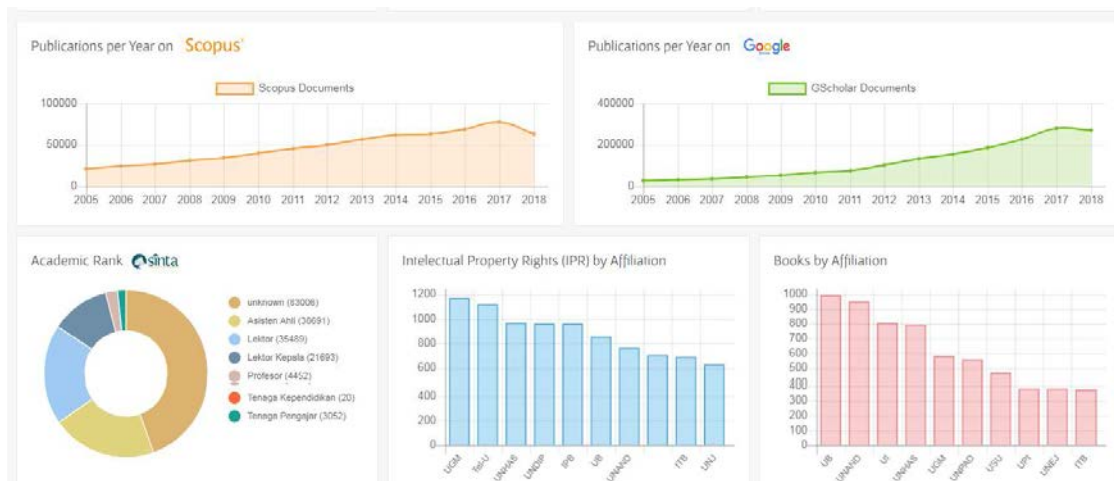 Publications per Year on Scopus
Scopus Documents
100000
50000
0
2005 2006 2007 2008 2009 2010 2011 2012 2013 2014 2015 2016 2017 2018
Publications per Year on Google
GScholar Documents
400000
200000
0
2005 2006 2007 2008 2009 2010 2011 2012 2013 2014 2015 2016 2017 2018
Academic Rank sinta
unknown (83006)
Asisten Ahli (38691)
Lektor (35489)
Lektor Kepala (21693)
Profesor (4452)
Tenaga Kependidikan (20)
Tenaga Pengajar (3052)
Intelectual Property Rights (IPR) by Affiliation
1200
1000
800
600
400
200
0
UGM Tel-U UNHAS UNDIP IPB UB UNAND ITB UNJ
Books by Affiliation
1000
900
800
700
600
500
400
300
200
100
0
UB UNAND UI UNHAS UGM UNPAD USU UPI UNEJ ITB